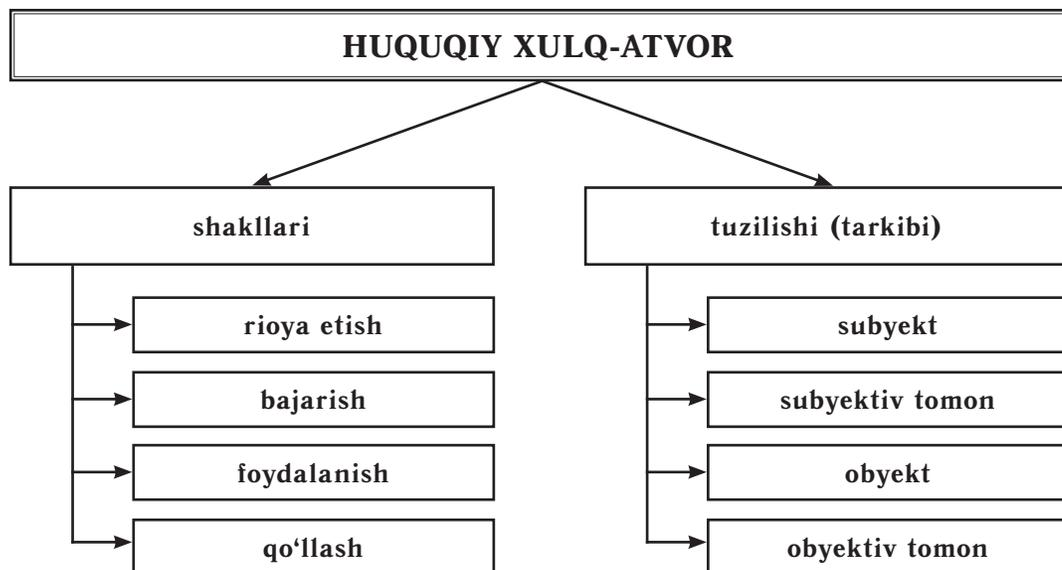 HUQUQIY XULQ-ATVOR
shakllari
rioya etish
bajarish
foydalanish
qo‘llash
tuzilishi (tarkibi)
subyekt
subyektiv tomon
obyekt
obyektiv tomon